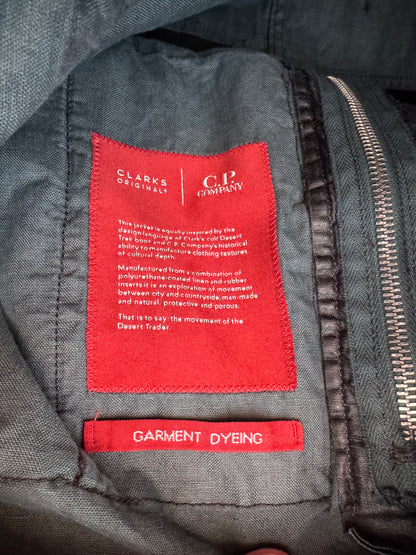 CLARKS
ORIGINALS
C.P.
COMPANY
This jacket is equally inspired by the
design language of Clark's cult Desert
Trek boot and C.P. Company's historical
ability to manufacture clothing textures
of cultural depth.
Manufactured from a combination of
polyurethane-coated linen and rubber
inserts it is an exploration of movement
between city and countryside, man-made
and natural, protective and porous.
That is to say: the movement of the
Desert Trader.
GARMENT DYEING